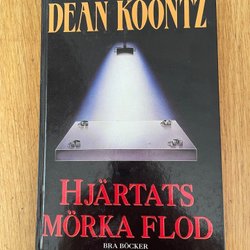 DEAN KOONTZ
HJÄRTATS
MÖRKA FLOD
BRA BÖCKER